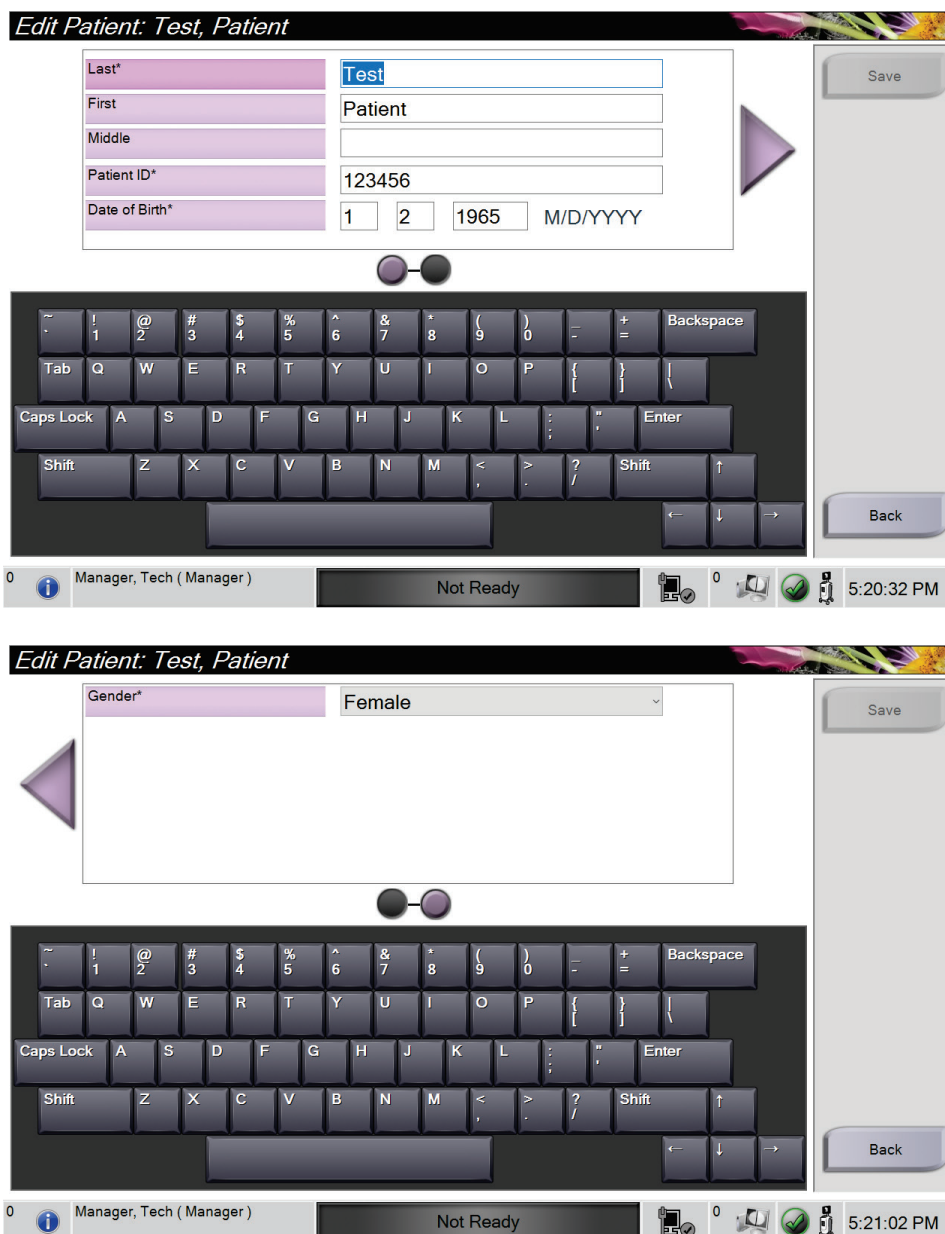 Edit Patient: Test, Patient
Last* Test
First Patient
Middle
Patient ID* 123456
Date of Birth* 1 2 1965 M/D/YYYY
Save
~ ! @ # $ % ^ & * ( ) _ + Backspace
` 1 2 3 4 5 6 7 8 9 0 - =
Tab Q W E R T Y U I O P { } |
[ ] \
Caps Lock A S D F G H J K L : " Enter
; '
Shift Z X C V B N M < > ? Shift ↑
, . /
← ↓ →
Back
0 Manager, Tech ( Manager ) Not Ready 0 5:20:32 PM
Edit Patient: Test, Patient
Gender* Female
Save
~ ! @ # $ % ^ & * ( ) _ + Backspace
` 1 2 3 4 5 6 7 8 9 0 - =
Tab Q W E R T Y U I O P { } |
[ ] \
Caps Lock A S D F G H J K L : " Enter
; '
Shift Z X C V B N M < > ? Shift ↑
, . /
← ↓ →
Back
0 Manager, Tech ( Manager ) Not Ready 0 5:21:02 PM